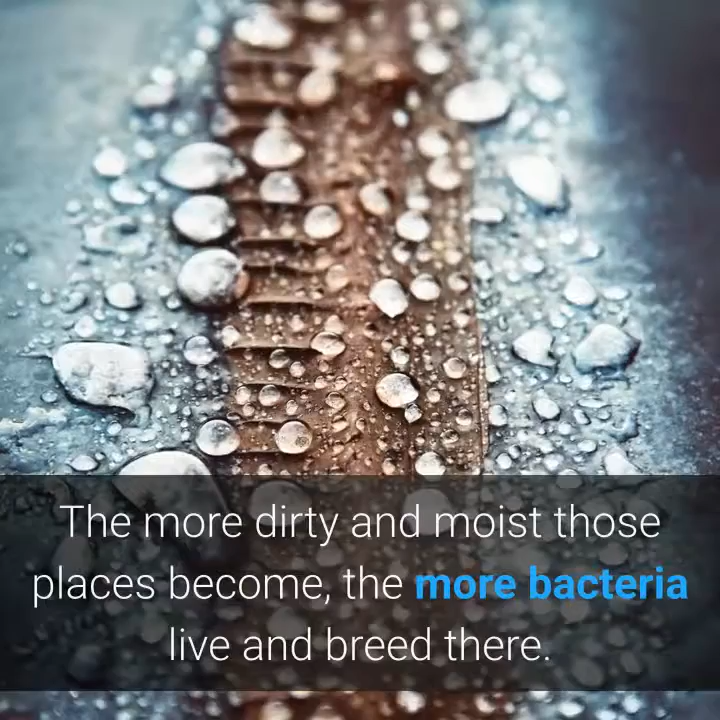 The more dirty and moist those
places become, the more bacteria
live and breed there.